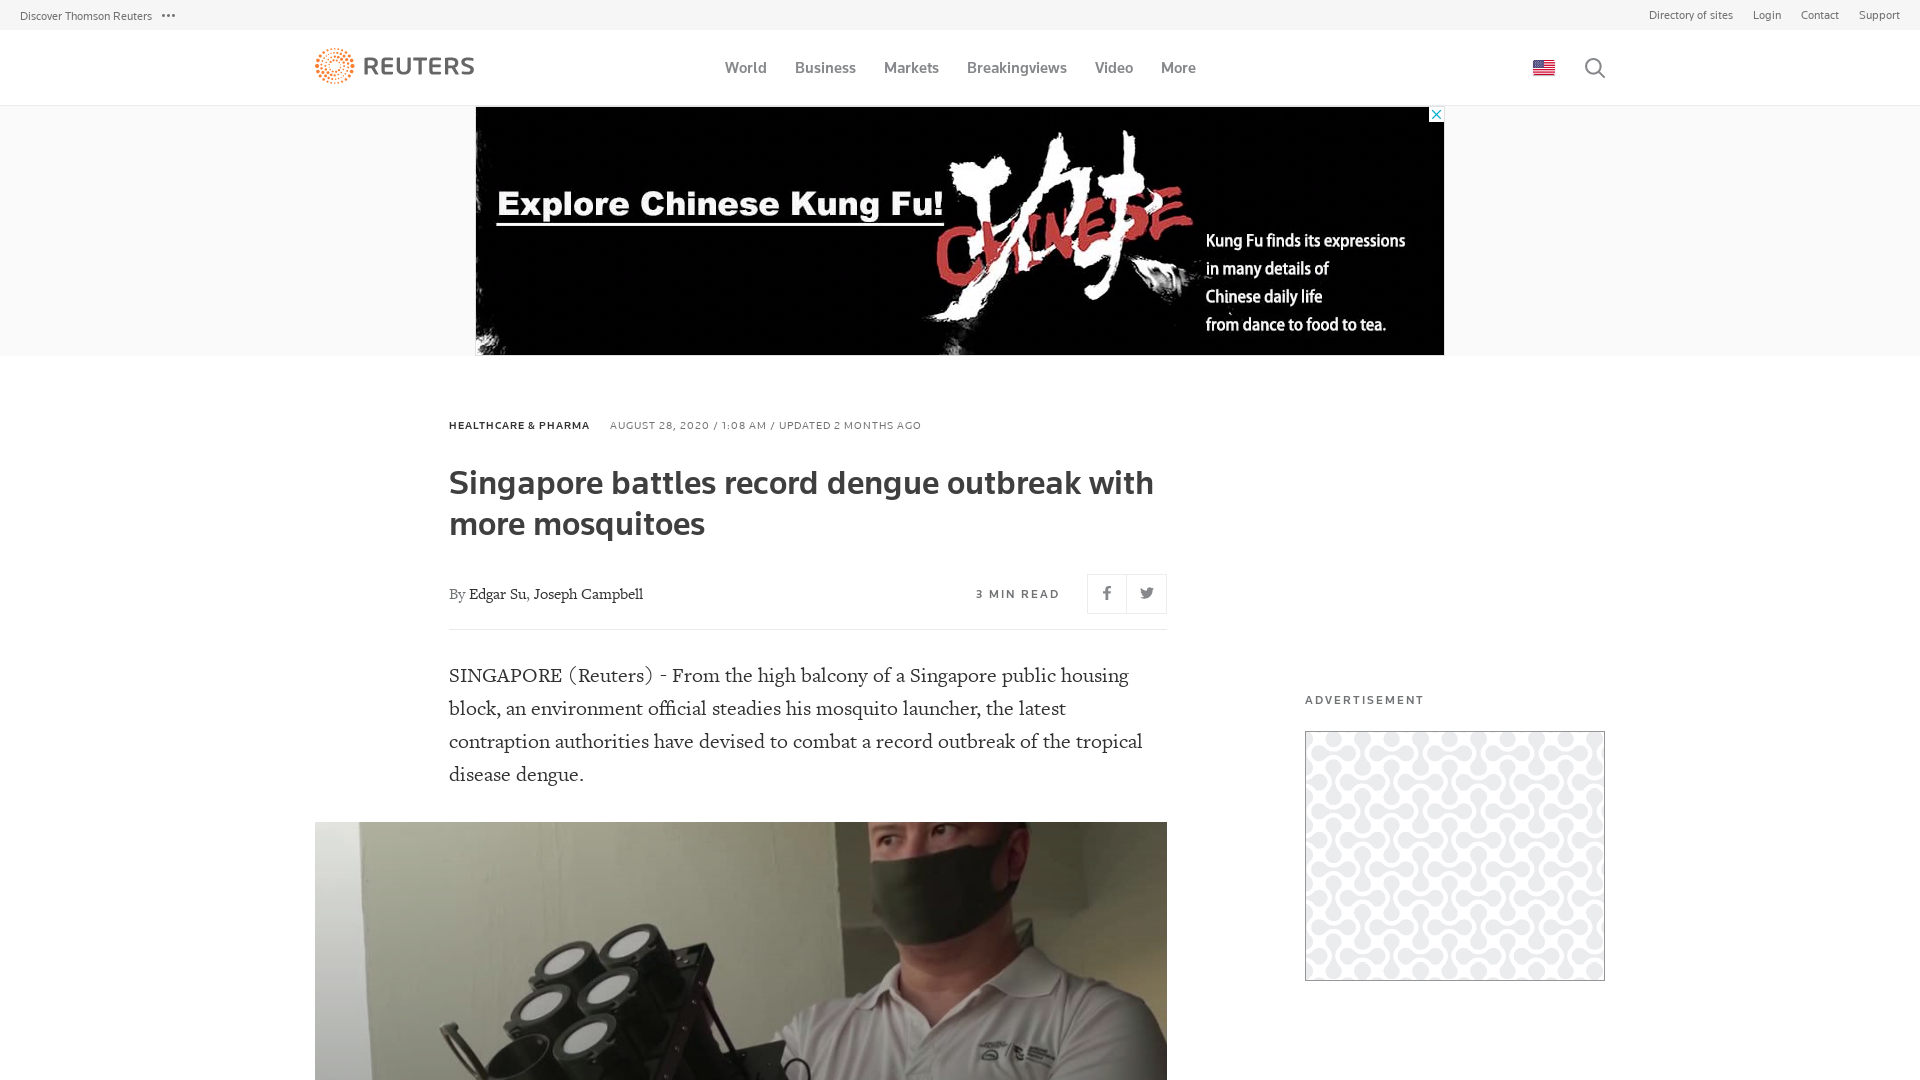 Discover Thomson Reuters
Directory of sites Login Contact Support
REUTERS
World Business Markets Breakingviews Video More
Explore Chinese Kung Fu!
功夫
CHINESE
Kung Fu finds its expressions
in many details of
Chinese daily life
from dance to food to tea.
HEALTHCARE & PHARMA AUGUST 28, 2020 / 1:08 AM / UPDATED 2 MONTHS AGO
Singapore battles record dengue outbreak with
more mosquitoes
By Edgar Su, Joseph Campbell
3 MIN READ
SINGAPORE (Reuters) - From the high balcony of a Singapore public housing
block, an environment official steadies his mosquito launcher, the latest
contraption authorities have devised to combat a record outbreak of the tropical
disease dengue.
ADVERTISEMENT